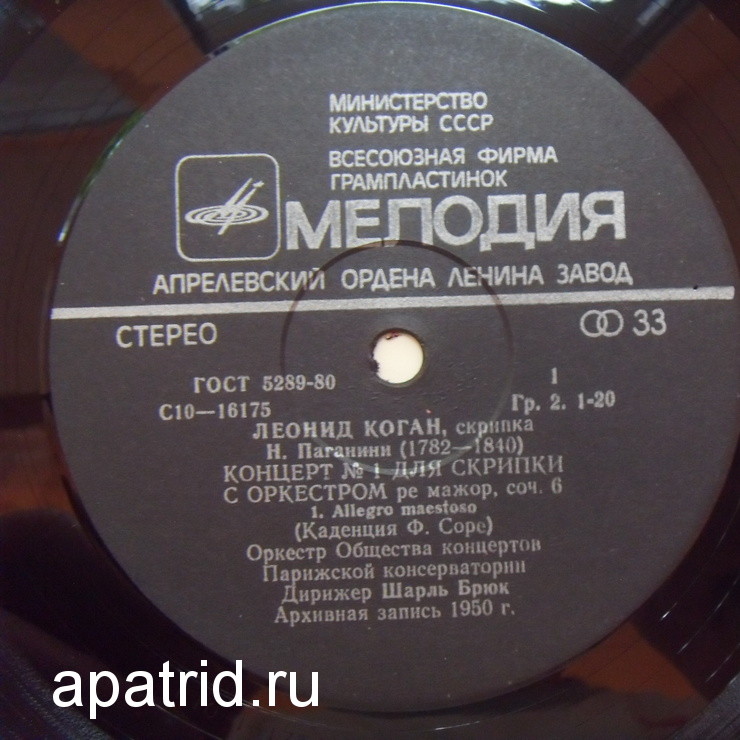 МИНИСТЕРСТВО
КУЛЬТУРЫ СССР
ВСЕСОЮЗНАЯ ФИРМА
ГРАМПЛАСТИНОК
МЕЛОДИЯ
АПРЕЛЕВСКИЙ ОРДЕНА ЛЕНИНА ЗАВОД
СТЕРЕО 33
ГОСТ 5289-80 1
С10—16175 Гр. 2. 1-20
ЛЕОНИД КОГАН, скрипка
Н. Паганини (1782—1840)
КОНЦЕРТ № 1 ДЛЯ СКРИПКИ
С ОРКЕСТРОМ ре мажор, соч. 6
1. Allegro maestoso
(Каденция Ф. Соре)
Оркестр Общества концертов
Парижской консерватории
Дирижер Шарль Брюк
Архивная запись 1950 г.
apatrid.ru